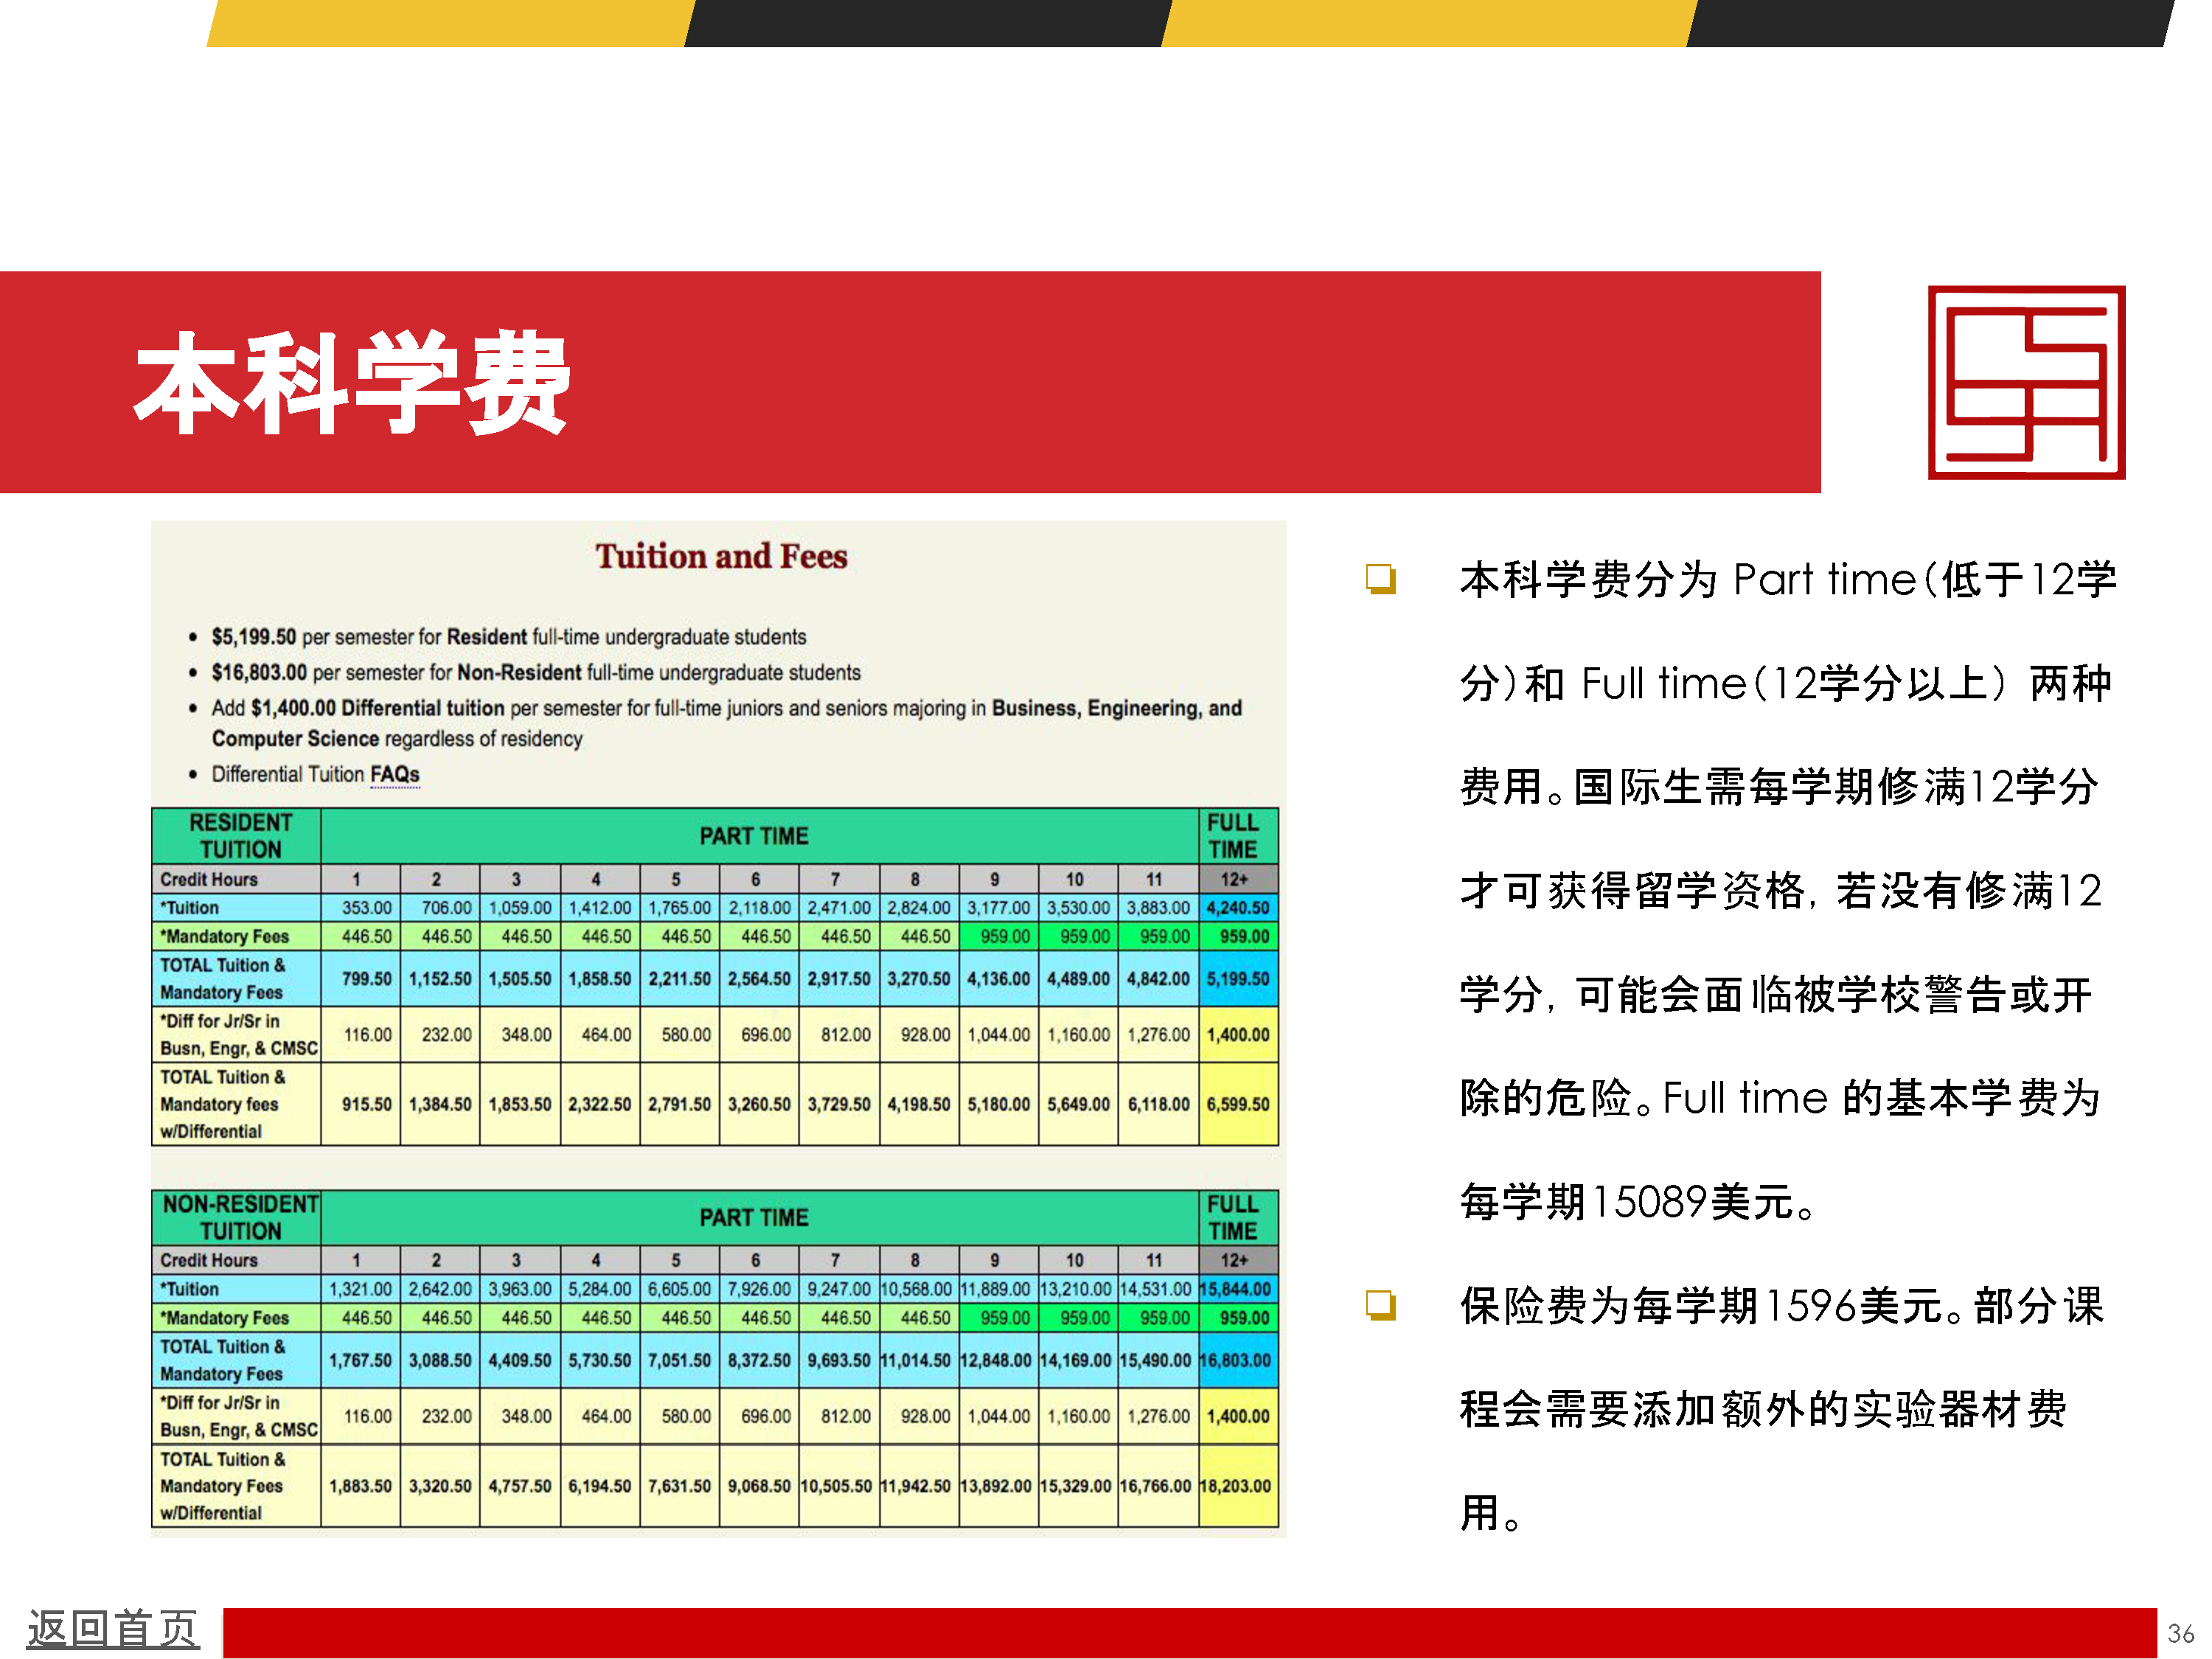 本科学费
Tuition and Fees
• $5,199.50 per semester for Resident full-time undergraduate students
• $16,803.00 per semester for Non-Resident full-time undergraduate students
• Add $1,400.00 Differential tuition per semester for full-time juniors and seniors majoring in Business, Engineering, and
Computer Science regardless of residency
• Differential Tuition FAQs
RESIDENT TUITION PART TIME FULL TIME
Credit Hours 1 2 3 4 5 6 7 8 9 10 11 12+
*Tuition 353.00 706.00 1,059.00 1,412.00 1,765.00 2,118.00 2,471.00 2,824.00 3,177.00 3,530.00 3,883.00 4,240.50
*Mandatory Fees 446.50 446.50 446.50 446.50 446.50 446.50 446.50 446.50 959.00 959.00 959.00 959.00
TOTAL Tuition & Mandatory Fees 799.50 1,152.50 1,505.50 1,858.50 2,211.50 2,564.50 2,917.50 3,270.50 4,136.00 4,489.00 4,842.00 5,199.50
*Diff for Jr/Sr in Busn, Engr, & CMSC 116.00 232.00 348.00 464.00 580.00 696.00 812.00 928.00 1,044.00 1,160.00 1,276.00 1,400.00
TOTAL Tuition & Mandatory fees w/Differential 915.50 1,384.50 1,853.50 2,322.50 2,791.50 3,260.50 3,729.50 4,198.50 5,180.00 5,649.00 6,118.00 6,599.50
NON-RESIDENT TUITION PART TIME FULL TIME
Credit Hours 1 2 3 4 5 6 7 8 9 10 11 12+
*Tuition 1,321.00 2,642.00 3,963.00 5,284.00 6,605.00 7,926.00 9,247.00 10,568.00 11,889.00 13,210.00 14,531.00 15,844.00
*Mandatory Fees 446.50 446.50 446.50 446.50 446.50 446.50 446.50 446.50 959.00 959.00 959.00 959.00
TOTAL Tuition & Mandatory Fees 1,767.50 3,088.50 4,409.50 5,730.50 7,051.50 8,372.50 9,693.50 11,014.50 12,848.00 14,169.00 15,490.00 16,803.00
*Diff for Jr/Sr in Busn, Engr, & CMSC 116.00 232.00 348.00 464.00 580.00 696.00 812.00 928.00 1,044.00 1,160.00 1,276.00 1,400.00
TOTAL Tuition & Mandatory Fees w/Differential 1,883.50 3,320.50 4,757.50 6,194.50 7,631.50 9,068.50 10,505.50 11,942.50 13,892.00 15,329.00 16,766.00 18,203.00
本科学费分为 Part time（低于12学
分）和 Full time（12学分以上）两种
费用。国际生需每学期修满12学分
才可获得留学资格，若没有修满12
学分，可能会面临被学校警告或开
除的危险。Full time 的基本学费为
每学期15089美元。
保险费为每学期1596美元。部分课
程会需要添加额外的实验器材费
用。
返回首页
36